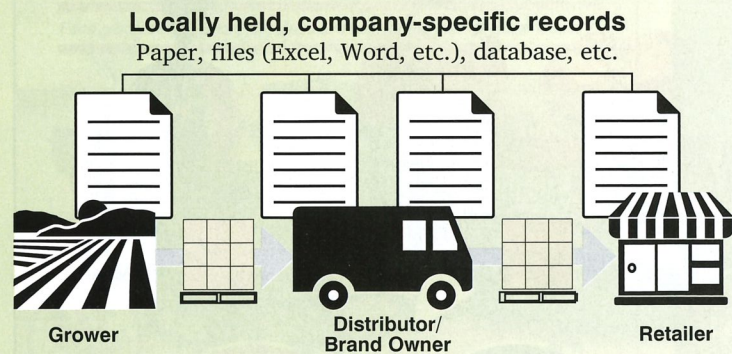 Locally held, company-specific records
Paper, files (Excel, Word, etc.), database, etc.
Grower
Distributor/
Brand Owner
Retailer